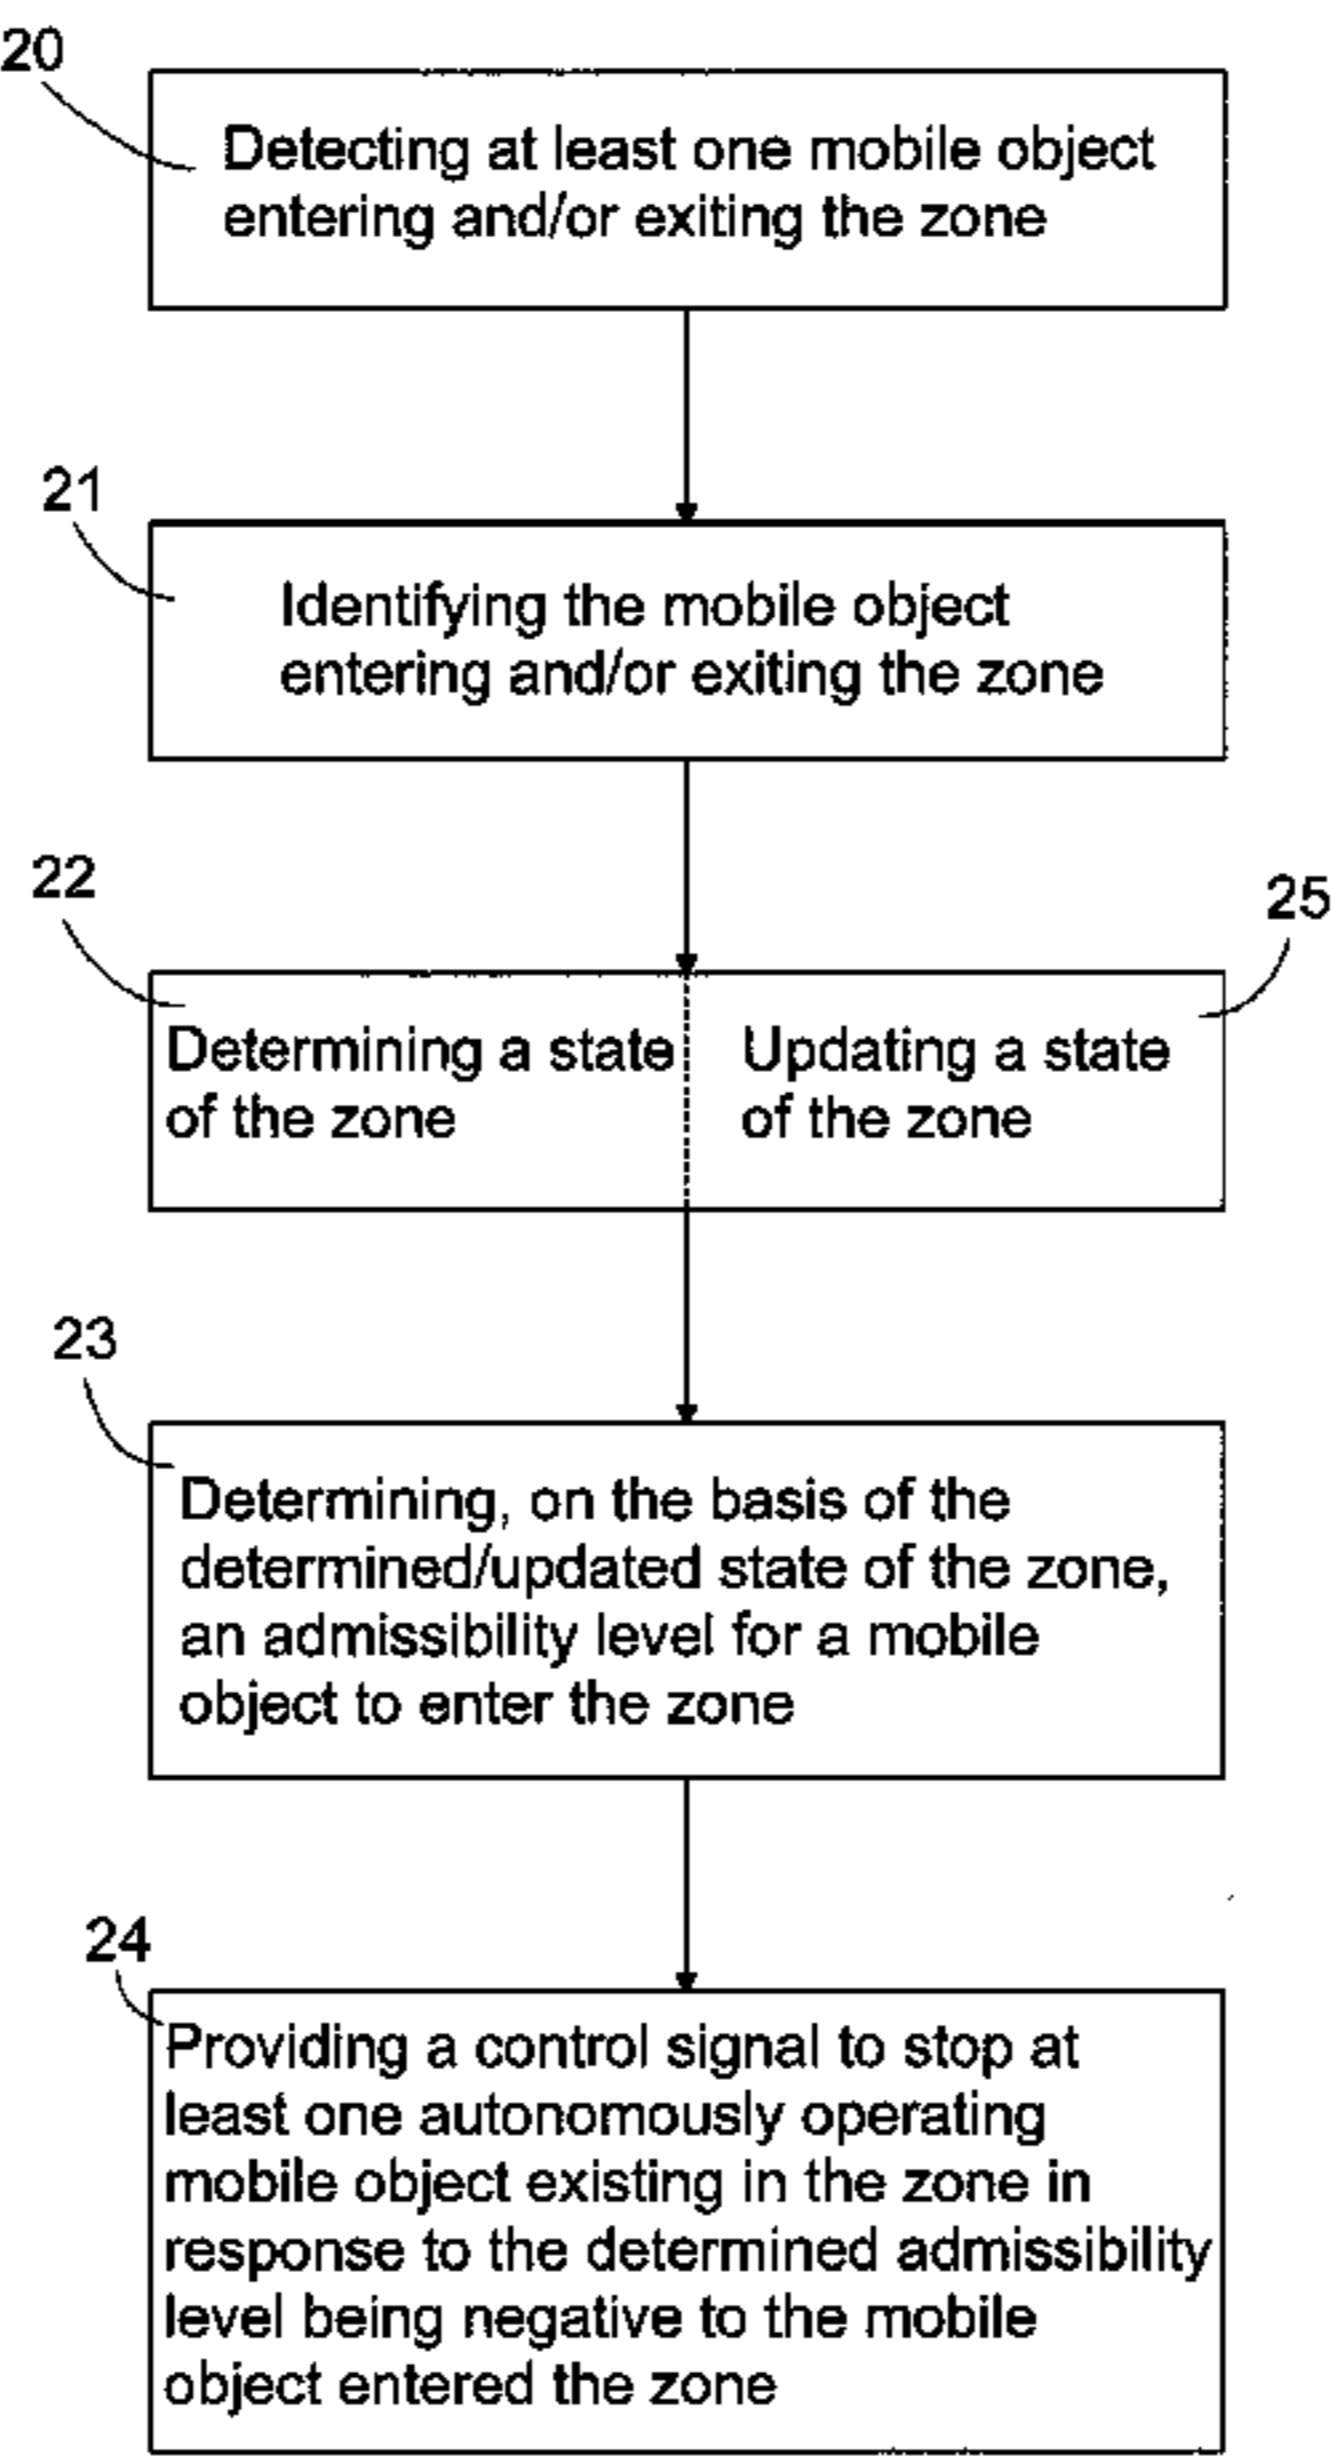 20
Detecting at least one mobile object
entering and/or exiting the zone
21
Identifying the mobile object
entering and/or exiting the zone
22
25
Determining a state
of the zone
Updating a state
of the zone
23
Determining, on the basis of the
determined/updated state of the zone,
an admissibility level for a mobile
object to enter the zone
24
Providing a control signal to stop at
least one autonomously operating
mobile object existing in the zone in
response to the determined admissibility
level being negative to the mobile
object entered the zone